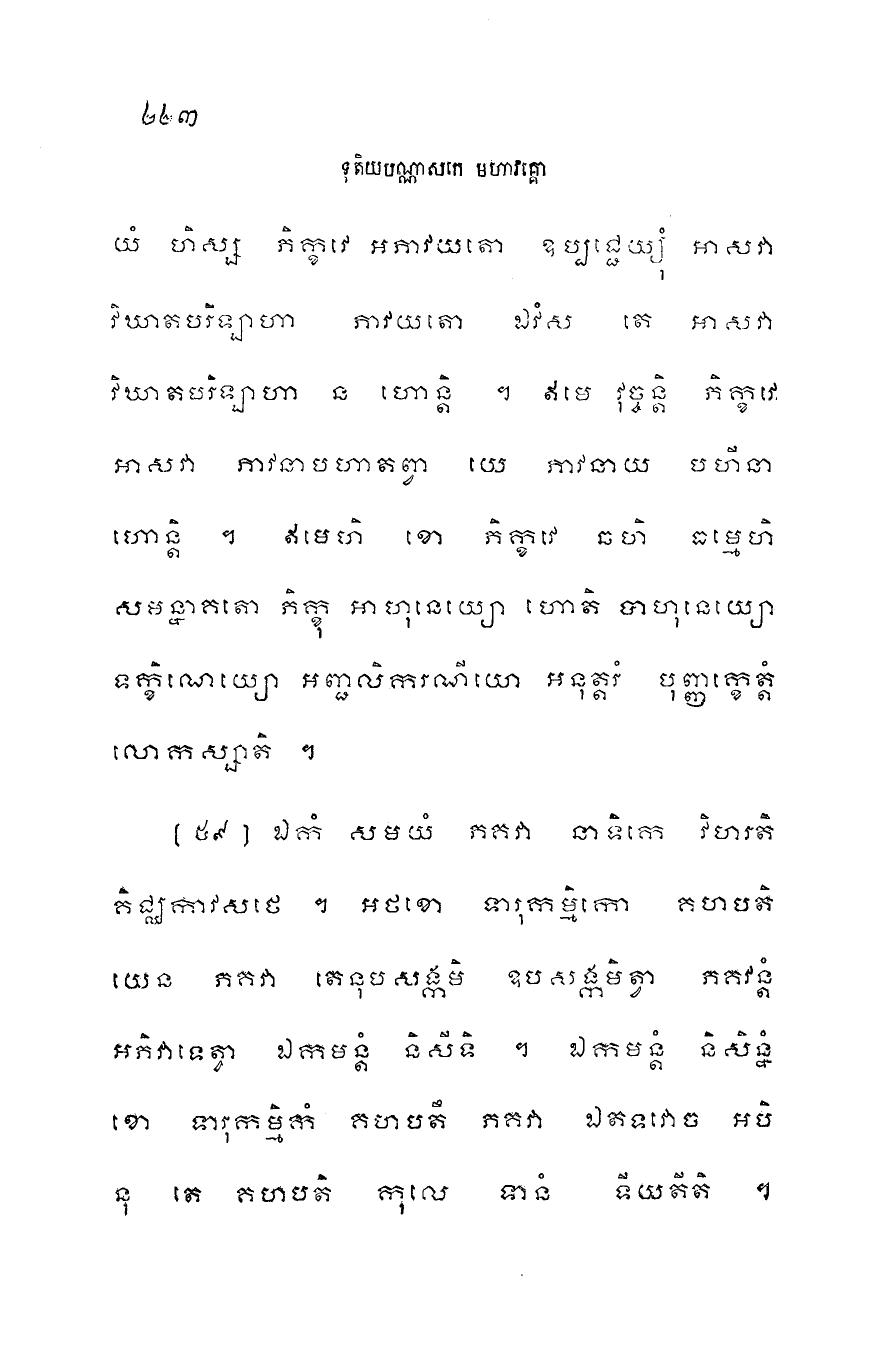 ៤៤៣
ទុតិយបណ្ណាសកេ មហាវគ្គោ
យំ ហិស្ស ភិក្ខវេ អភាវយតោ ឧប្បជ្ជេយ្យុំ អាសវា
វិឃាតបរិឡាហា ភាវយតោ ឯវំស តេ អាសវា
វិឃាតបរិឡាហា ន ហោន្តិ ។ ឥមេ វុច្ចន្តិ ភិក្ខវេ
អាសវា ភាវនាបហាតព្វា យេ ភាវនាយ បហីនា
ហោន្តិ ។ ឥមេហិ ខោ ភិក្ខវេ ឆហិ ធម្មេហិ
សមន្នាគតោ ភិក្ខុ អាហុនេយ្យោ ហោតិ បាហុនេយ្យោ
ទក្ខិណេយ្យោ អញ្ជលិករណីយោ អនុត្តរំ បុញ្ញក្ខេត្តំ
លោកស្សាតិ ។
[ ៥៩ ] ឯកំ សមយំ ភគវា នាទិកេ វិហរតិ
គិជ្ឈកាវសថេ ។ អថខោ ទារុកម្មិកោ គហបតិ
យេន ភគវា តេនុបសង្កមិ ឧបសង្កមិត្វា ភគវន្តំ
អភិវាទេត្វា ឯកមន្តំ និសីទិ ។ ឯកមន្តំ និសិន្នំ
ខោ ទារុកម្មិកំ គហបតឹ ភគវា ឯតទវោច អបិ
នុ តេ គហបតិ កុលេ ទានំ ទីយតីតិ ។